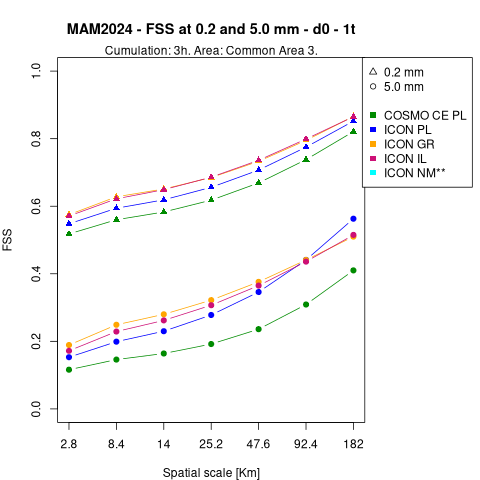 MAM2024 - FSS at 0.2 and 5.0 mm - d0 - 1t
Cumulation: 3h. Area: Common Area 3.
0.2 mm
5.0 mm
COSMO CE PL
ICON PL
ICON GR
ICON IL
ICON NM**
FSS
1.0
0.8
0.6
0.4
0.2
0.0
2.8 8.4 14 25.2 47.6 92.4 182
Spatial scale [Km]